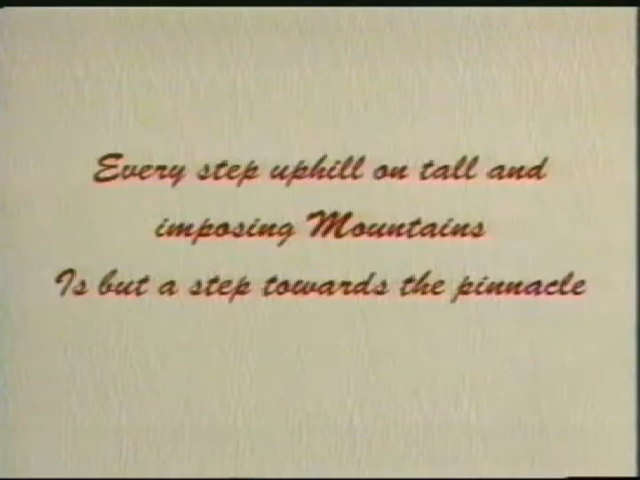 Every step uphill on tall and
imposing Mountains
Is but a step towards the pinnacle